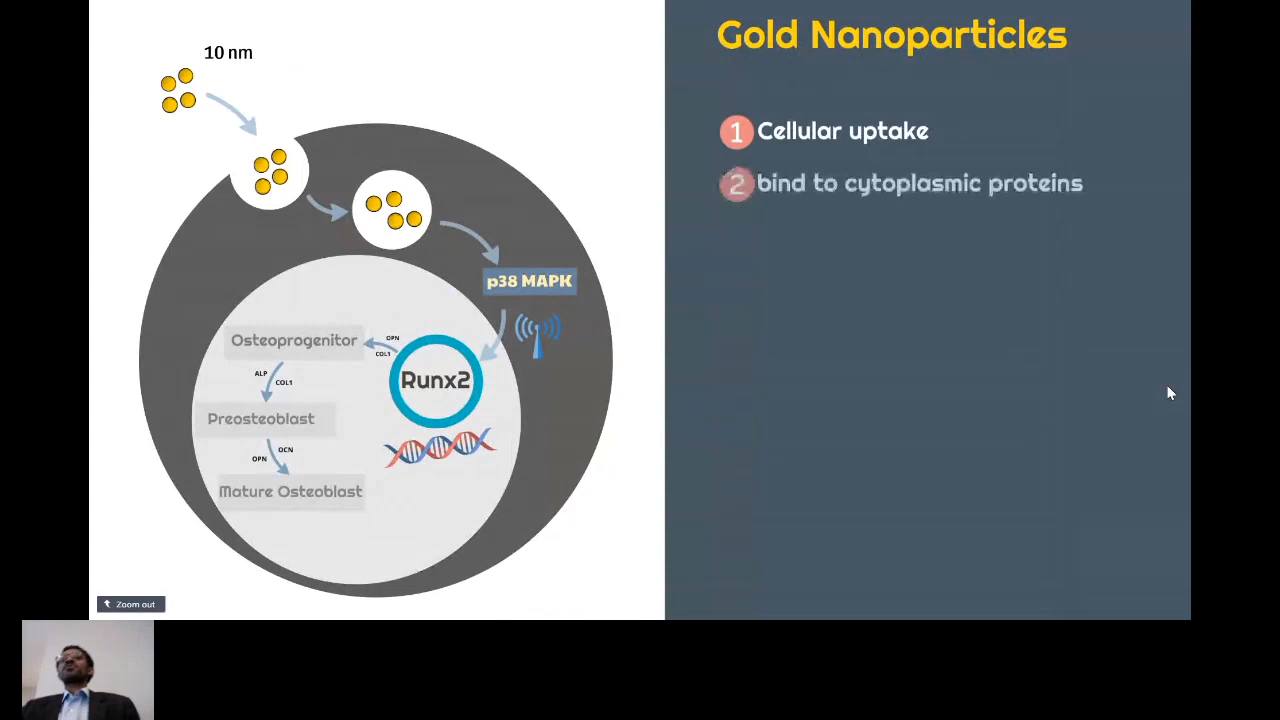 10 nm
Gold Nanoparticles
1 Cellular uptake
2 bind to cytoplasmic proteins
p38 MAPK
Osteoprogenitor
OPN
COL1
Runx2
ALP
COL1
Preosteoblast
OCN
OPN
Mature Osteoblast
Zoom out